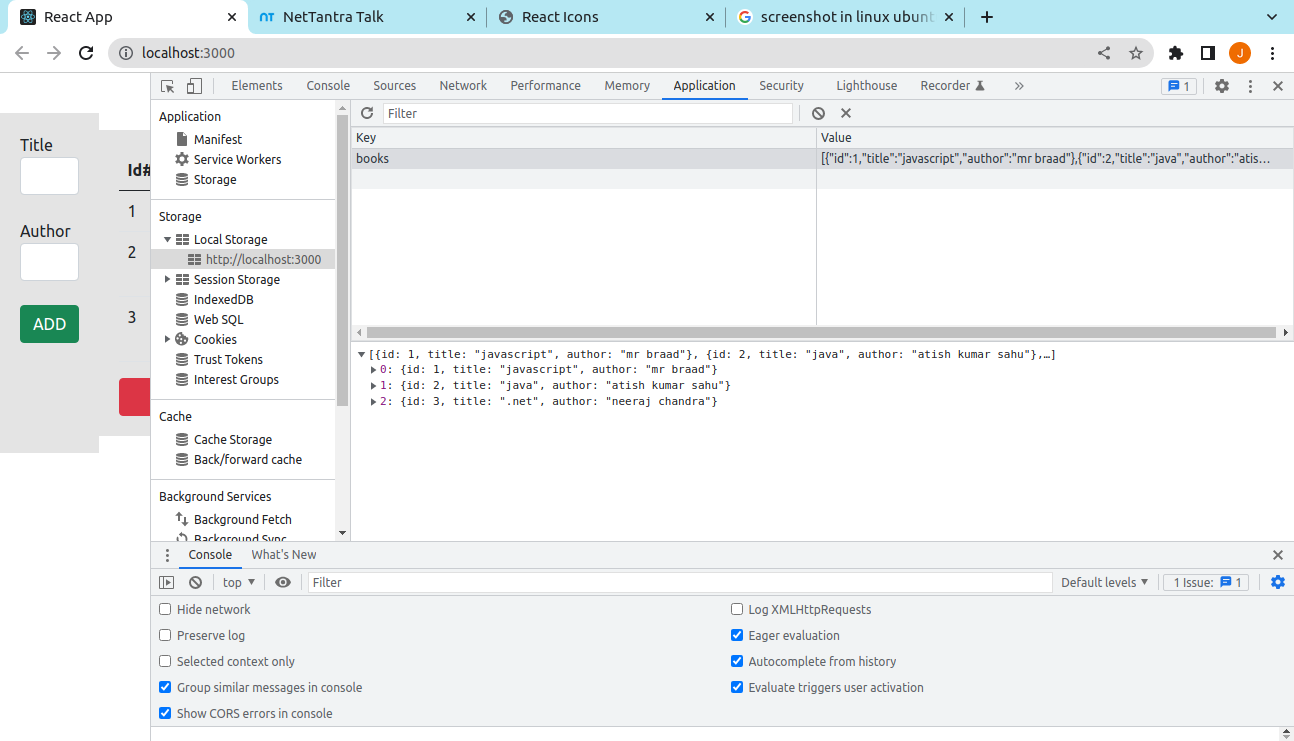 React App
NetTantra Talk
React Icons
screenshot in linux ubunt
localhost:3000
J
Elements Console Sources Network Performance Memory Application Security Lighthouse Recorder 1
Title
Author
ADD
Id#
1
2
3
Application
Manifest
Service Workers
Storage
Storage
Local Storage
http://localhost:3000
Session Storage
IndexedDB
Web SQL
Cookies
Trust Tokens
Interest Groups
Cache
Cache Storage
Back/forward cache
Background Services
Background Fetch
Background Sync
Filter
Key Value
books [{"id":1,"title":"javascript","author":"mr braad"},{"id":2,"title":"java","author":"atis…
[{id: 1, title: "javascript", author: "mr braad"}, {id: 2, title: "java", author: "atish kumar sahu"},…]
0: {id: 1, title: "javascript", author: "mr braad"}
1: {id: 2, title: "java", author: "atish kumar sahu"}
2: {id: 3, title: ".net", author: "neeraj chandra"}
Console What's New
top Filter Default levels 1 Issue: 1
Hide network
Preserve log
Selected context only
Group similar messages in console
Show CORS errors in console
Log XMLHttpRequests
Eager evaluation
Autocomplete from history
Evaluate triggers user activation